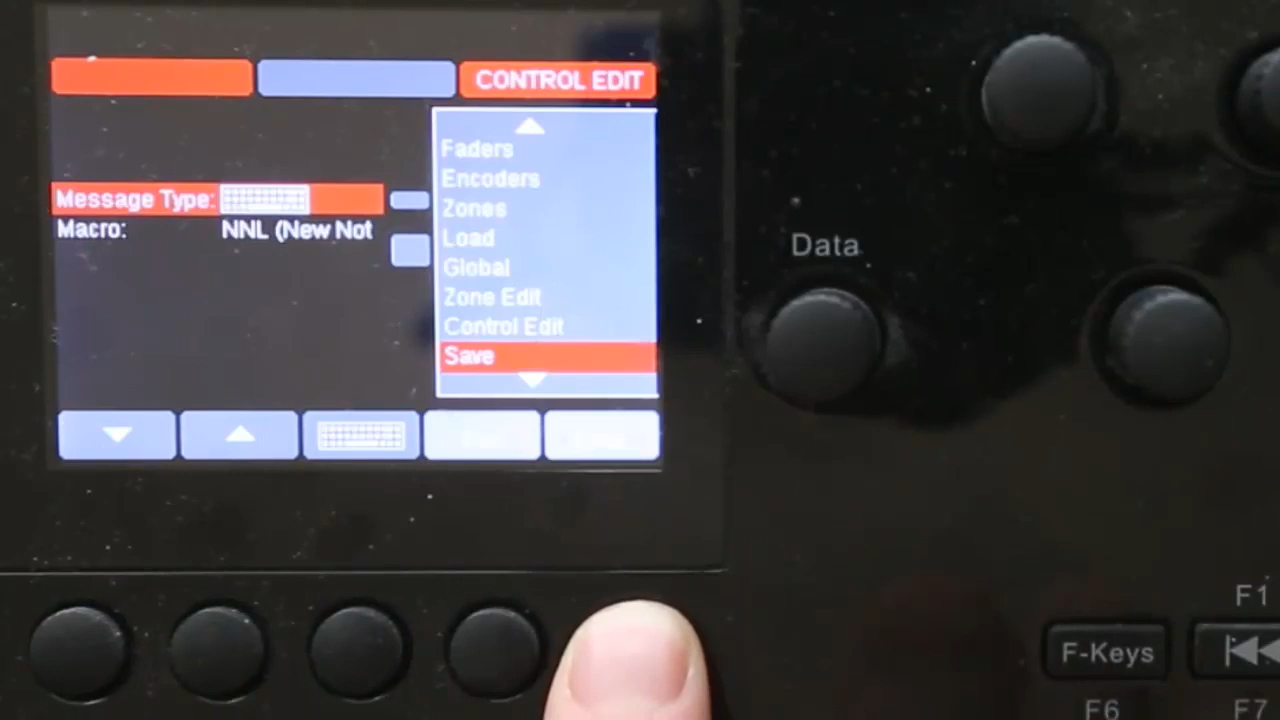 CONTROL EDIT
Faders
Encoders
Message Type:
Zones
Macro: NNL (New Not
Load
Global
Zone Edit
Control Edit
Save
Data
F-Keys
F1
F6
F7